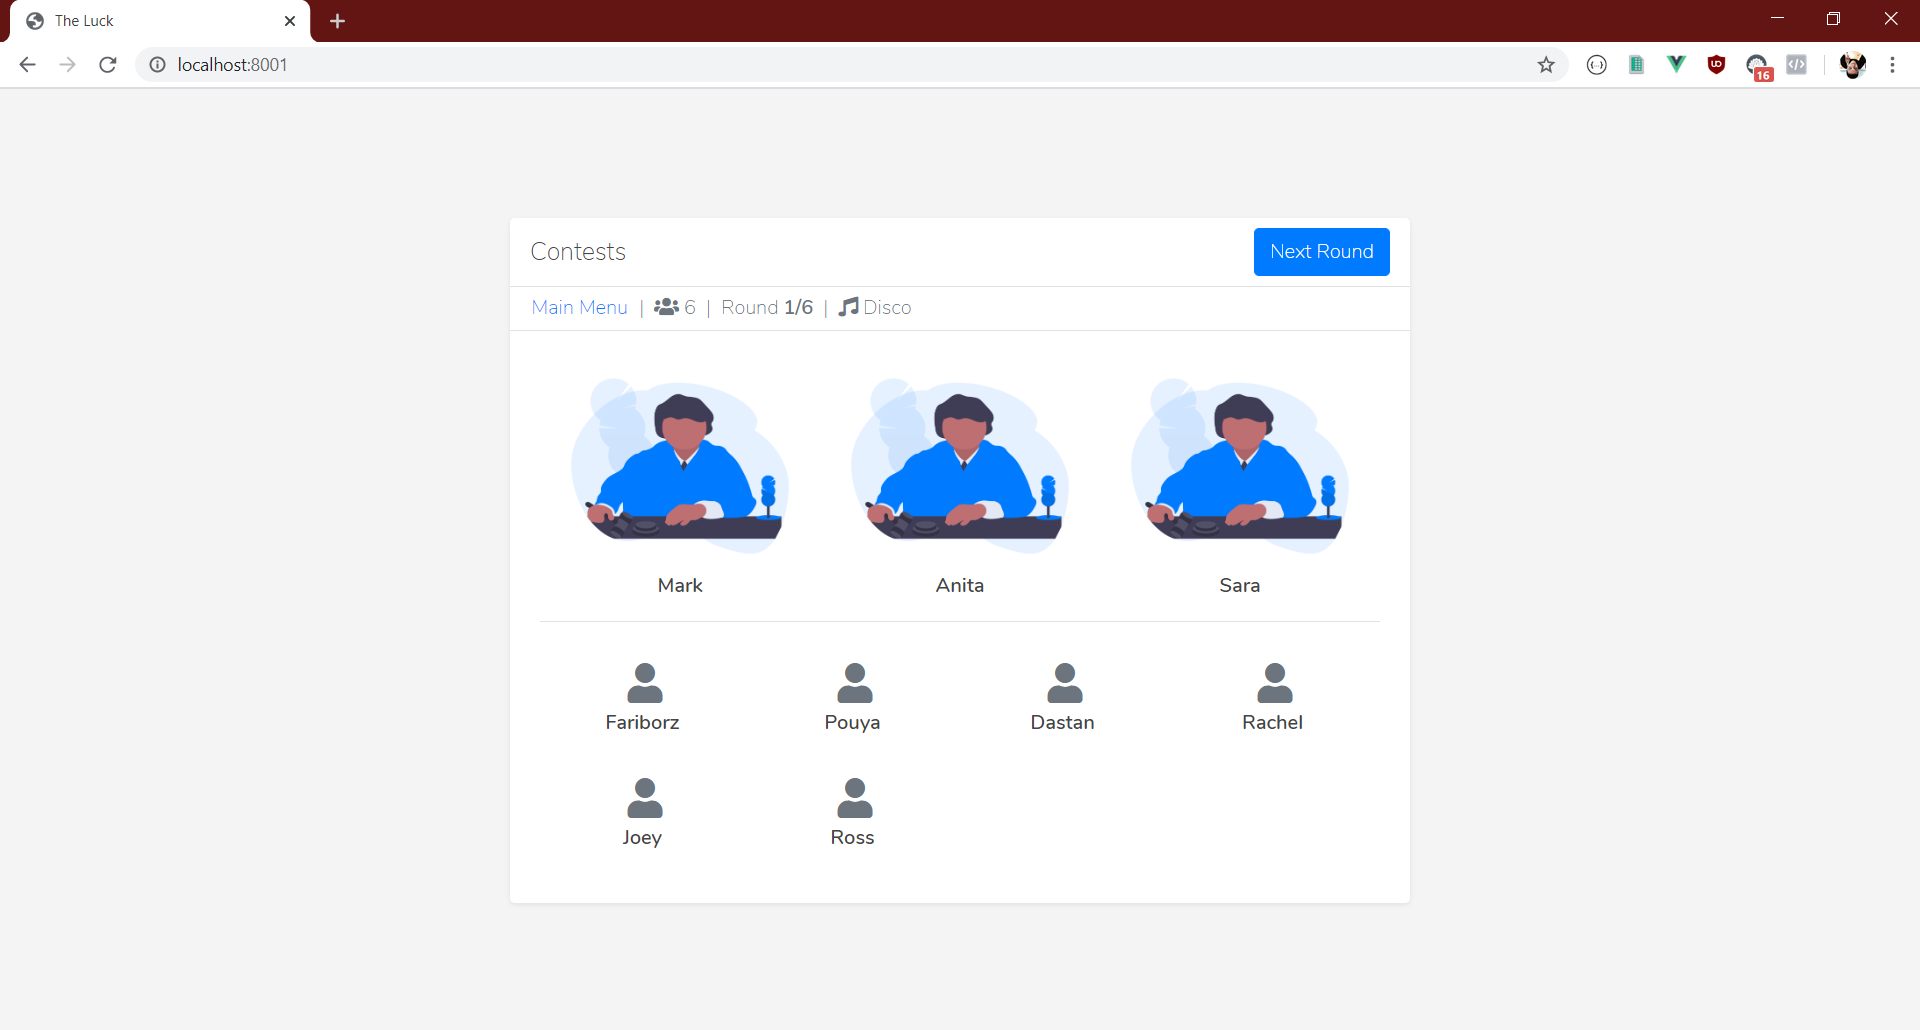 The Luck
localhost:8001
16
Contests
Next Round
Main Menu | 6 | Round 1/6 | Disco
Mark Anita Sara
Fariborz Pouya Dastan Rachel
Joey Ross